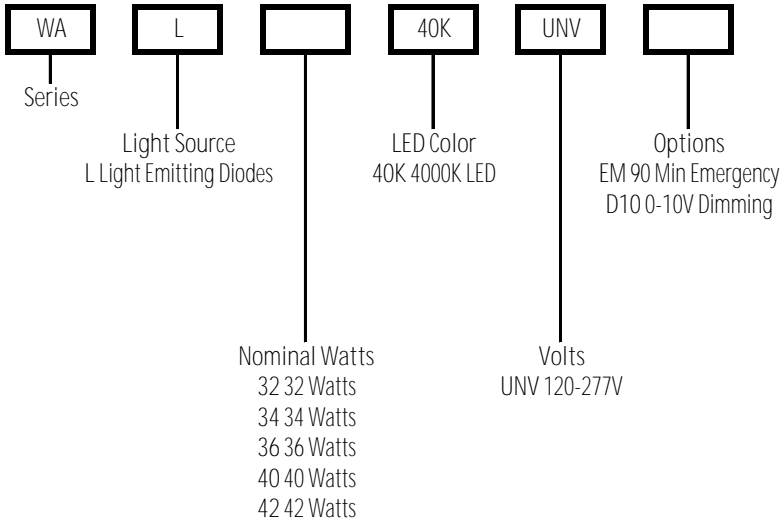 WA L 40K UNV
Series
Light Source
L Light Emitting Diodes
LED Color
40K 4000K LED
Options
EM 90 Min Emergency
D10 0-10V Dimming
Nominal Watts
32 32 Watts
34 34 Watts
36 36 Watts
40 40 Watts
42 42 Watts
Volts
UNV 120-277V